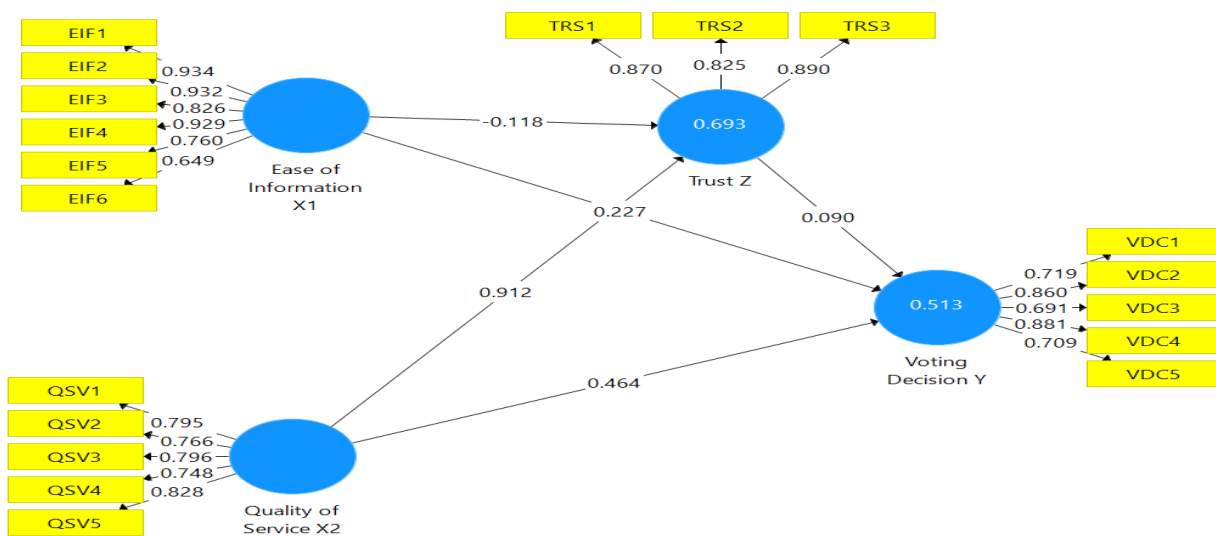 EIF1
EIF2
EIF3
EIF4
EIF5
EIF6
0.934
0.932
0.826
0.929
0.760
0.649
Ease of
Information
X1
TRS1
TRS2
TRS3
0.870
0.825
0.890
0.693
Trust Z
-0.118
0.227
0.090
0.912
0.464
0.513
Voting
Decision Y
0.719
0.860
0.691
0.881
0.709
VDC1
VDC2
VDC3
VDC4
VDC5
QSV1
QSV2
QSV3
QSV4
QSV5
0.795
0.766
0.796
0.748
0.828
Quality of
Service X2